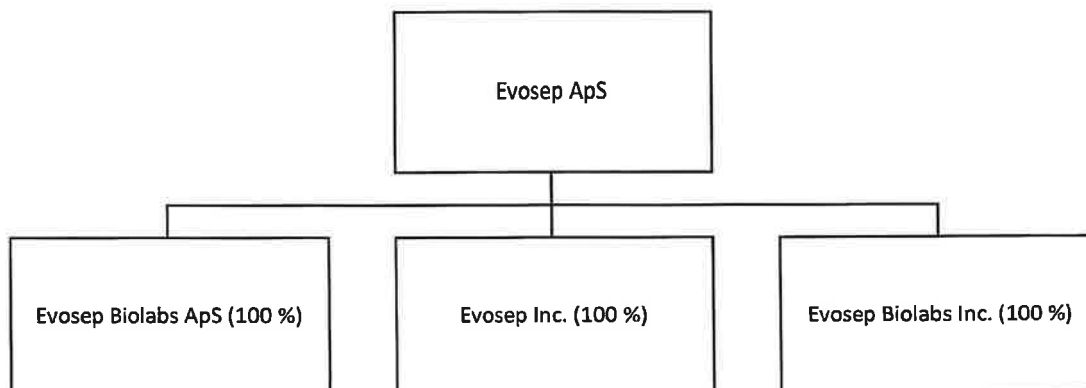 Evosep ApS
Evosep Biolabs ApS (100 %)
Evosep Inc. (100 %)
Evosep Biolabs Inc. (100 %)